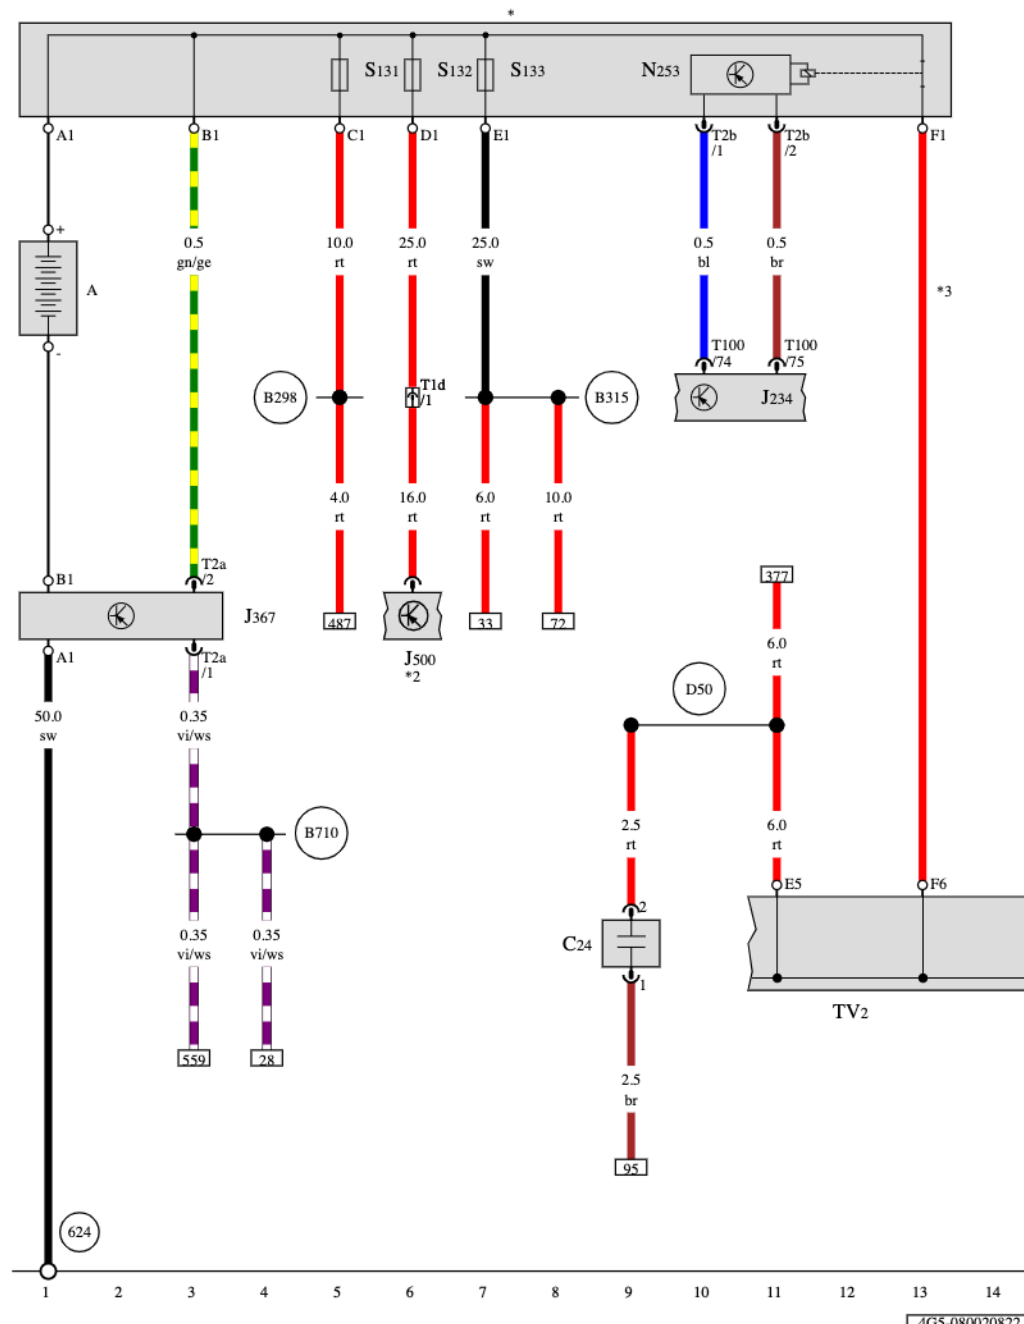 *
S131
S132
S133
N253
A1
B1
C1
D1
E1
T2b
/1
T2b
/2
F1
+
A
-
0.5
gn/ge
10.0
rt
25.0
rt
25.0
sw
0.5
bl
0.5
br
*3
T100
/74
T100
/75
J234
B298
T1d
/1
B315
4.0
rt
16.0
rt
6.0
rt
10.0
rt
B1
T2a
/2
J367
487
33
72
377
A1
T2a
/1
J500
*2
6.0
rt
D50
50.0
sw
0.35
vi/ws
B710
2.5
rt
6.0
rt
E5
F6
2
C24
1
0.35
vi/ws
0.35
vi/ws
TV2
559
28
2.5
br
95
624
1 2 3 4 5 6 7 8 9 10 11 12 13 14
4G5-080020822